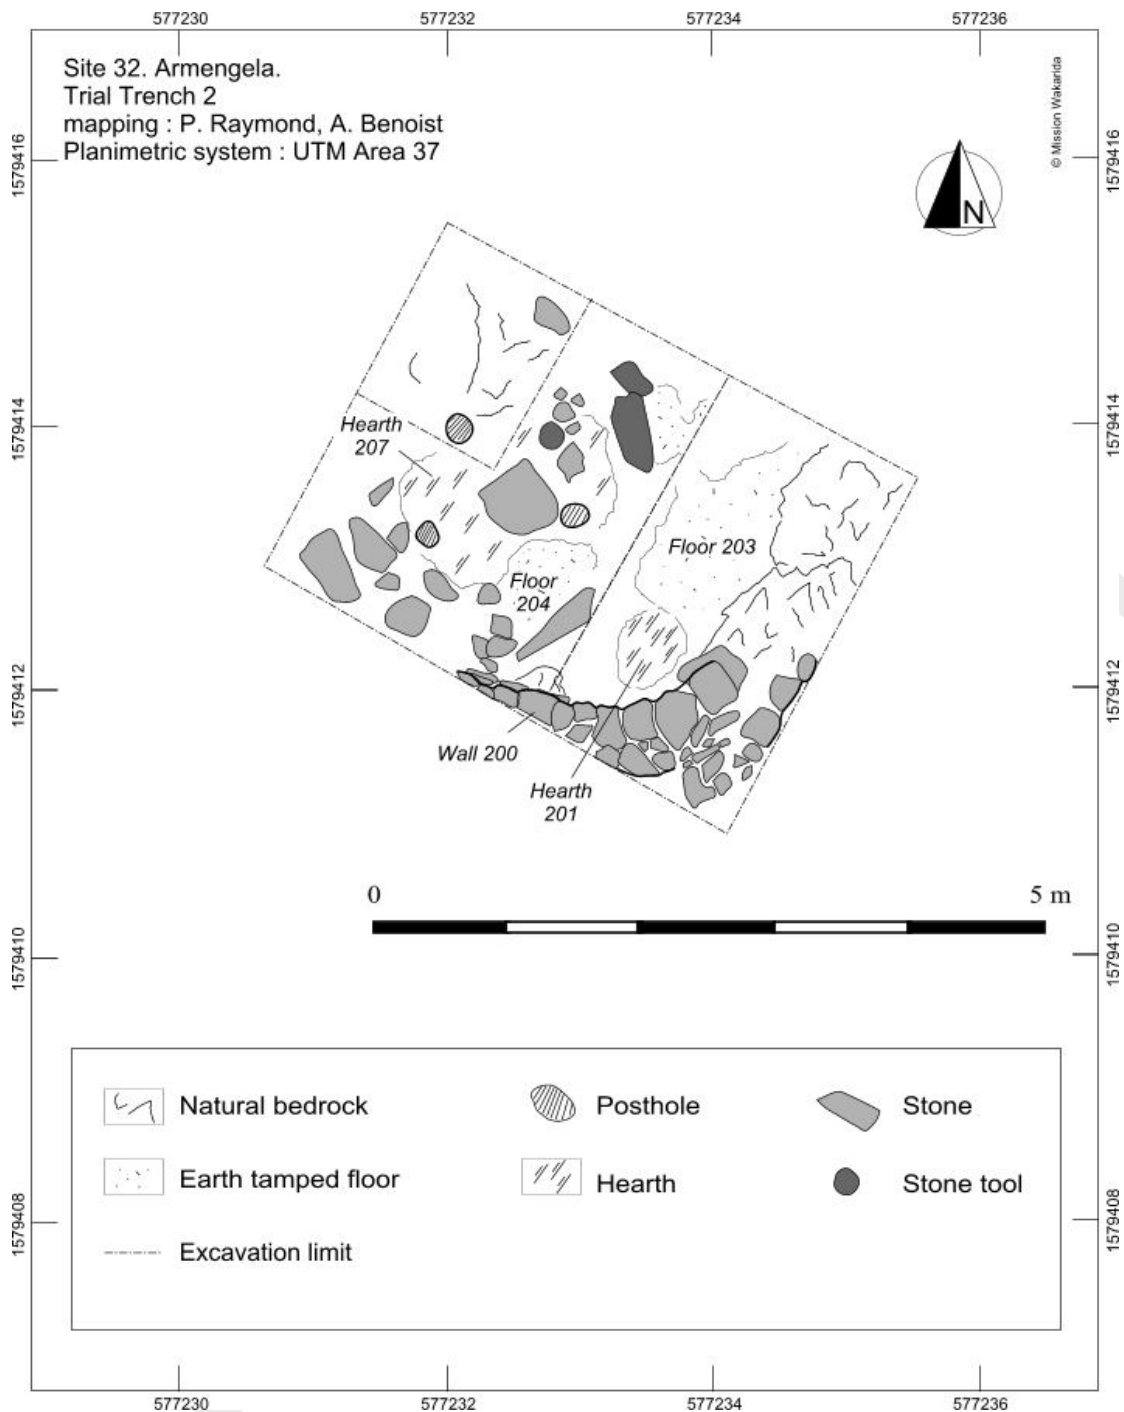 577230
577232
577234
577236
Site 32. Armengela.
Trial Trench 2
mapping : P. Raymond, A. Benoist
Planimetric system : UTM Area 37
© Mission Wakarida
1579416
1579416
N
1579414
1579414
Hearth
207
Floor 203
Floor
204
1579412
1579412
Wall 200
Hearth
201
0
5 m
1579410
1579410
Natural bedrock
Posthole
Stone
Earth tamped floor
Hearth
Stone tool
1579408
1579408
Excavation limit
577230
577232
577234
577236